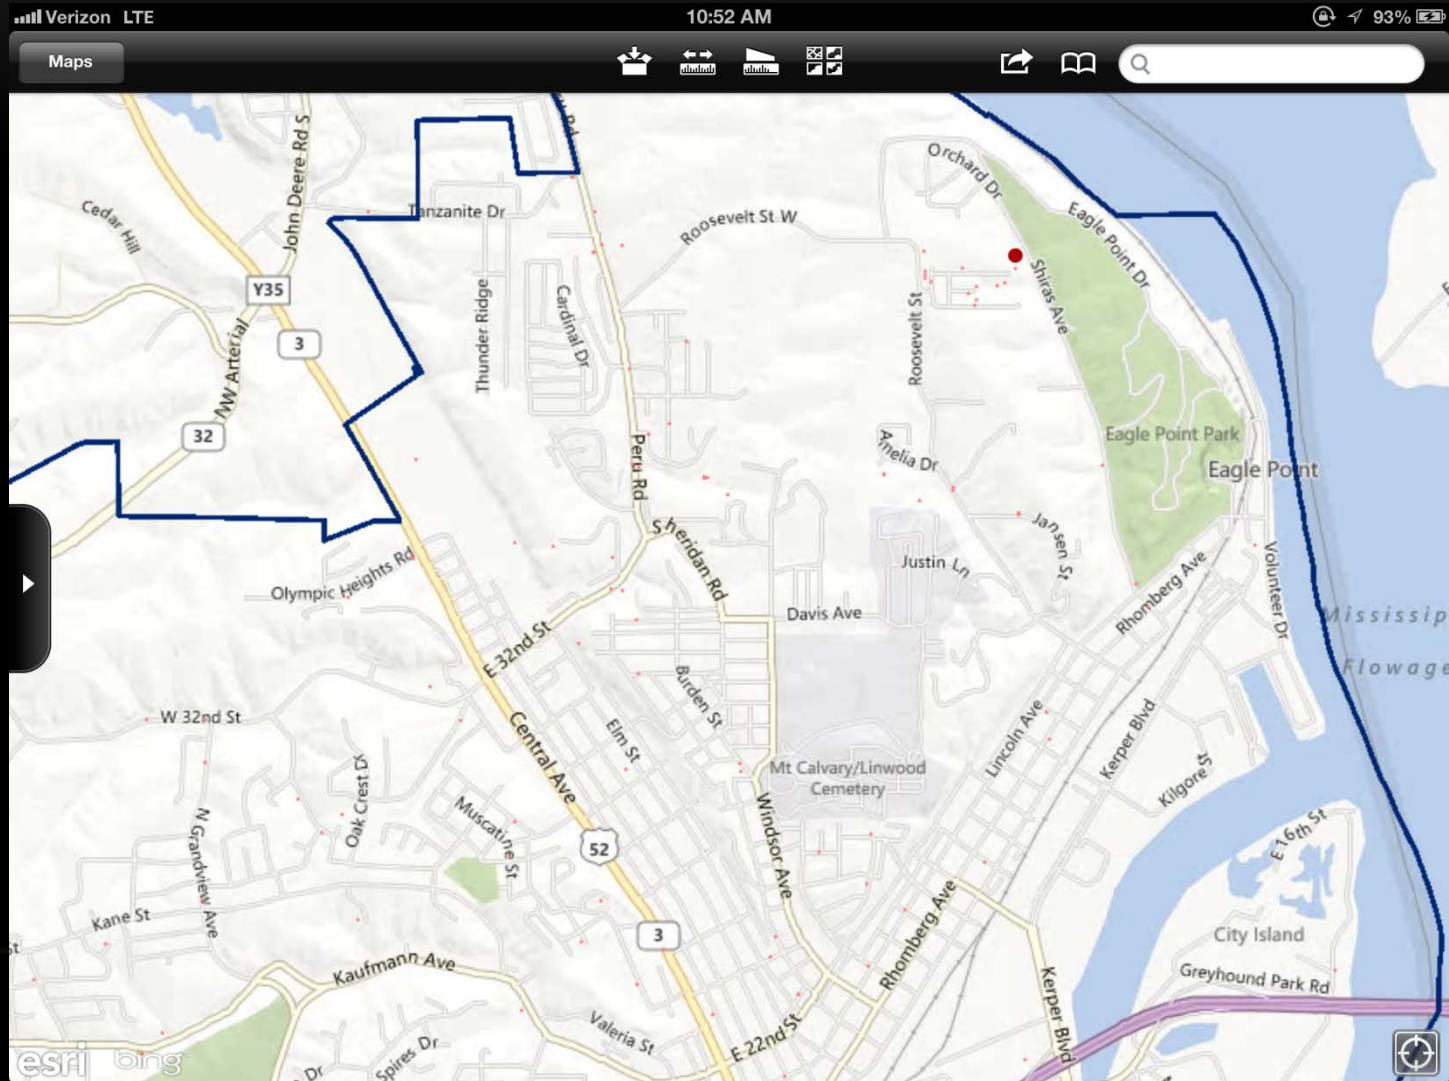 Verizon LTE
10:52 AM
93%
Maps
John Deere Rd S
Orchard Dr
Cedar Hill
Tanzanite Dr
Roosevelt St W
Eagle Point Dr
Y35
Shiras Ave
3
Thunder Ridge
Cardinal Dr
Roosevelt St
NW Arterial
32
Eagle Point Park
Amelia Dr
Eagle Point
Peru Rd
Sheridan Rd
Jansen St
Justin Ln
Olympic Heights Rd
Rhomberg Ave
Volunteer Dr
Davis Ave
Mississip
E 32nd St
Flowage
Burden St
W 32nd St
Central Ave
Elm St
Lincoln Ave
Kerper Blvd
Mt Calvary/Linwood
Cemetery
Kilgore St
Oak Crest Dr
Muscatine St
N Grandview Ave
52
Windsor Ave
E 16th St
Kane St
Rhomberg Ave
St
3
City Island
Kaufmann Ave
Greyhound Park Rd
Kerper Blvd
Valeria St
E 22nd St
Spires Dr
Dr
esri bing